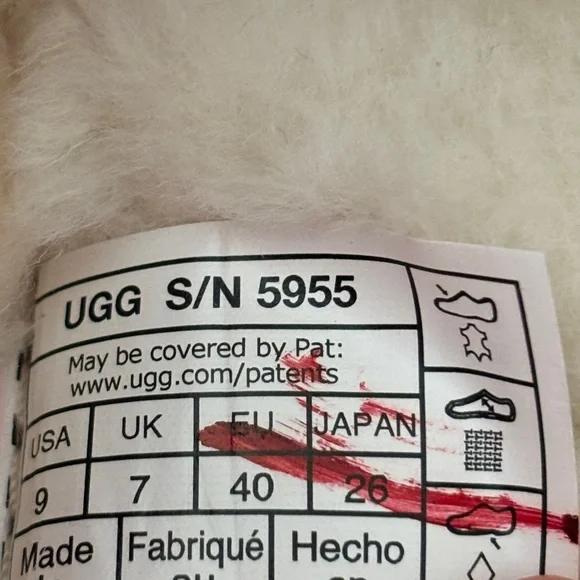 UGG S/N 5955
May be covered by Pat:
www.ugg.com/patents
USA UK EU JAPAN
9 7 40 26
Made Fabriqué Hecho